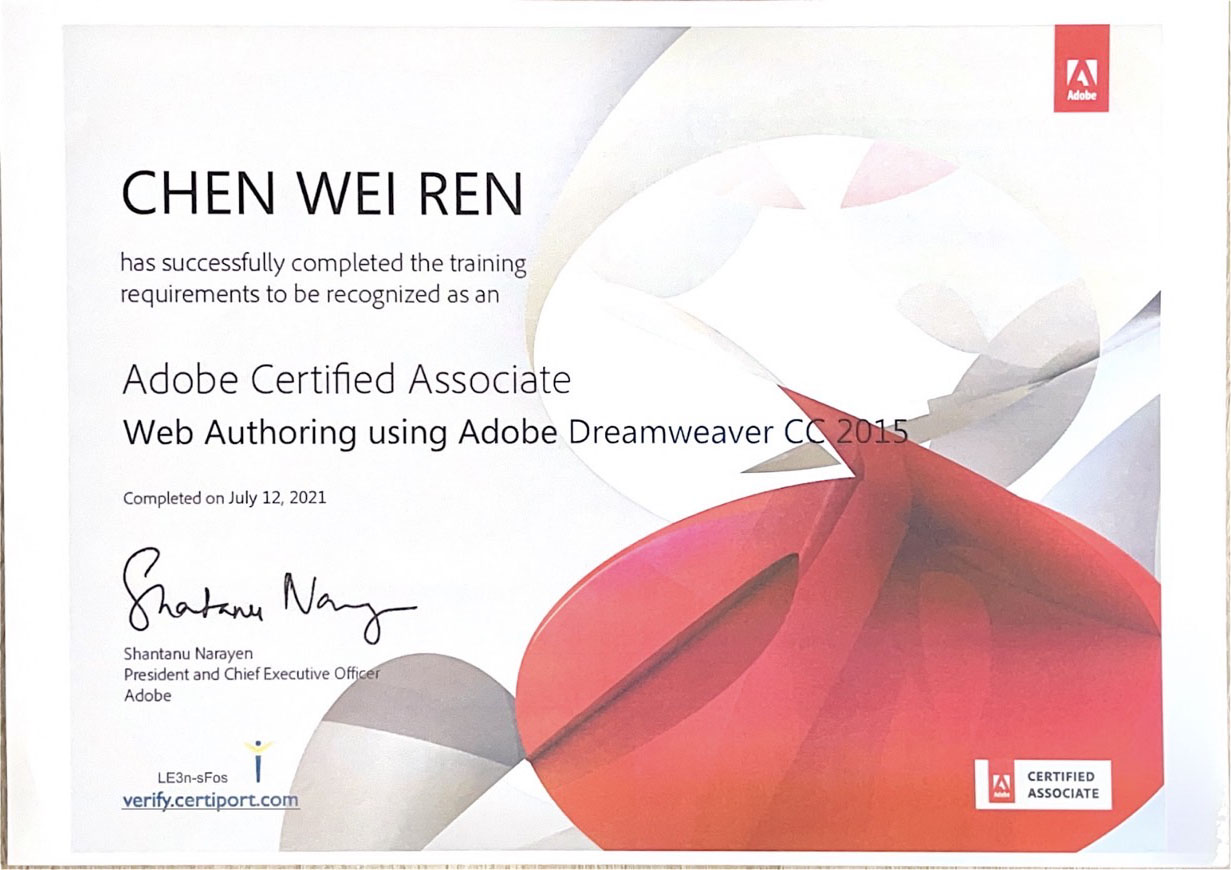 Adobe
CHEN WEI REN
has successfully completed the training
requirements to be recognized as an
Adobe Certified Associate
Web Authoring using Adobe Dreamweaver CC 2015
Completed on July 12, 2021
Shantanu Narayen
Shantanu Narayen
President and Chief Executive Officer
Adobe
LE3n-sFos
verify.certiport.com
Adobe
CERTIFIED
ASSOCIATE